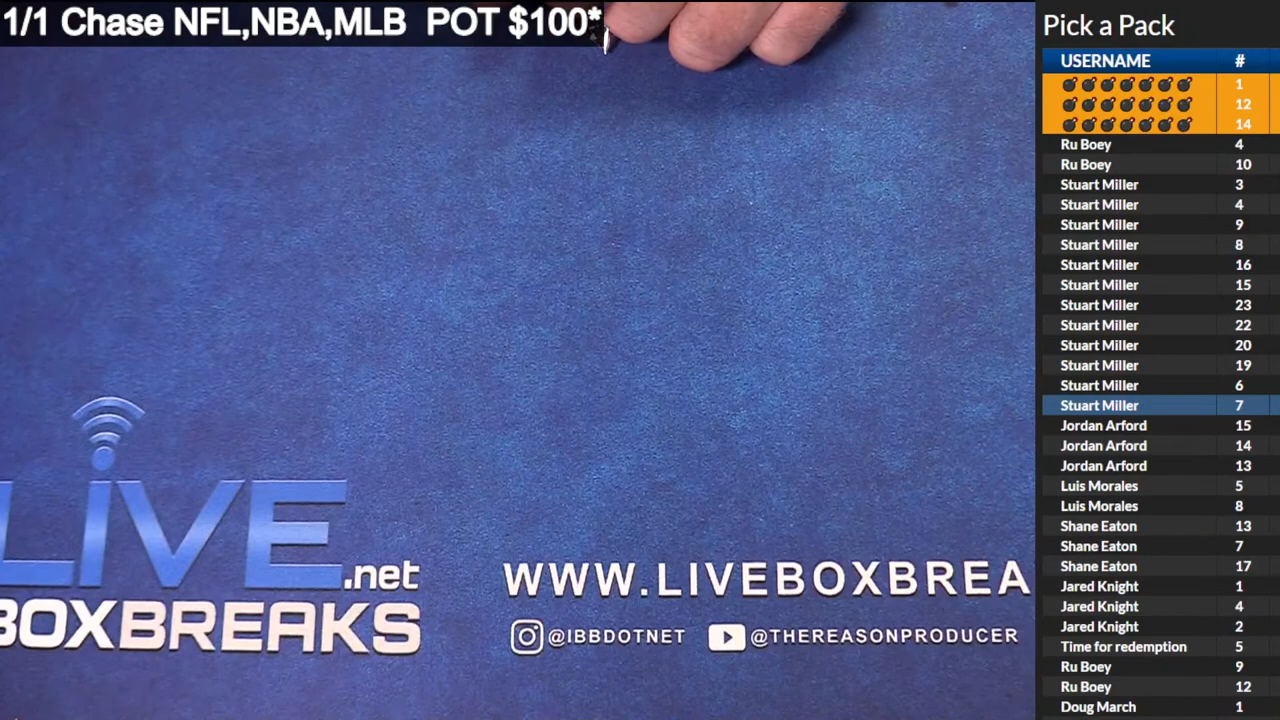 1/1 Chase NFL,NBA,MLB POT $100*
Pick a Pack
USERNAME #
1
12
14
Ru Boey 4
Ru Boey 10
Stuart Miller 3
Stuart Miller 4
Stuart Miller 9
Stuart Miller 8
Stuart Miller 16
Stuart Miller 15
Stuart Miller 23
Stuart Miller 22
Stuart Miller 20
Stuart Miller 19
Stuart Miller 6
Stuart Miller 7
Jordan Arford 15
Jordan Arford 14
Jordan Arford 13
Luis Morales 5
Luis Morales 8
Shane Eaton 13
Shane Eaton 7
Shane Eaton 17
Jared Knight 1
Jared Knight 4
Jared Knight 2
Time for redemption 5
Ru Boey 9
Ru Boey 12
Doug March 1
LIVE
.net
BOXBREAKS
WWW.LIVEBOXBREA
@IBBDOTNET @THEREASONPRODUCER